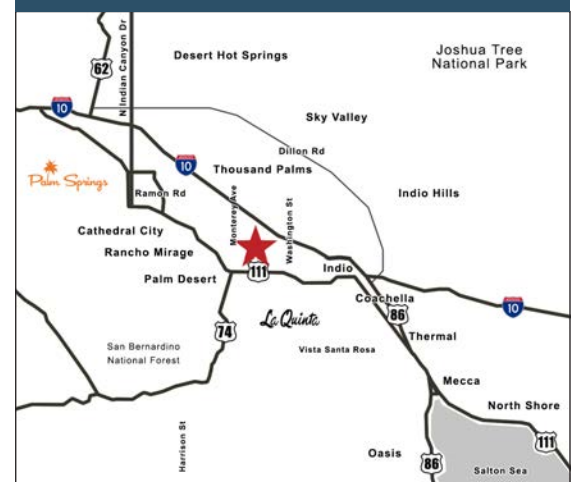 N Indian Canyon Dr
Desert Hot Springs
Joshua Tree
National Park
62
10
Sky Valley
Dillon Rd
10
Thousand Palms
Palm Springs
Ramon Rd
Indio Hills
Monterey Ave
Washington St
Cathedral City
Rancho Mirage
Palm Desert
111
Indio
Coachella
10
86
La Quinta
74
Thermal
San Bernardino
National Forest
Vista Santa Rosa
Mecca
North Shore
Harrison St
111
Oasis
86
Salton Sea